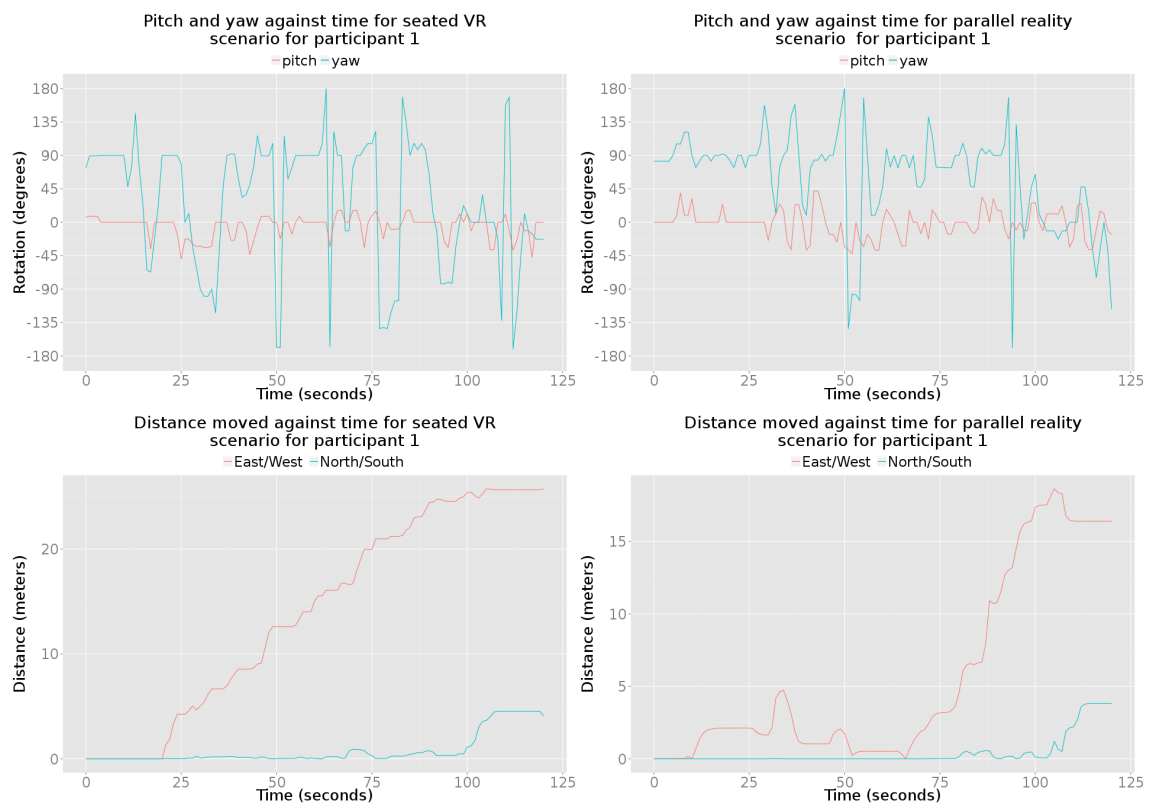 Pitch and yaw against time for seated VR
scenario for participant 1
pitch yaw
180
135
90
45
0
-45
-90
-135
-180
Rotation (degrees)
0 25 50 75 100 125
Time (seconds)
Pitch and yaw against time for parallel reality
scenario for participant 1
pitch yaw
180
135
90
45
0
-45
-90
-135
-180
Rotation (degrees)
0 25 50 75 100 125
Time (seconds)
Distance moved against time for seated VR
scenario for participant 1
East/West North/South
20
10
0
Distance (meters)
0 25 50 75 100 125
Time (seconds)
Distance moved against time for parallel reality
scenario for participant 1
East/West North/South
15
10
5
0
Distance (meters)
0 25 50 75 100 125
Time (seconds)